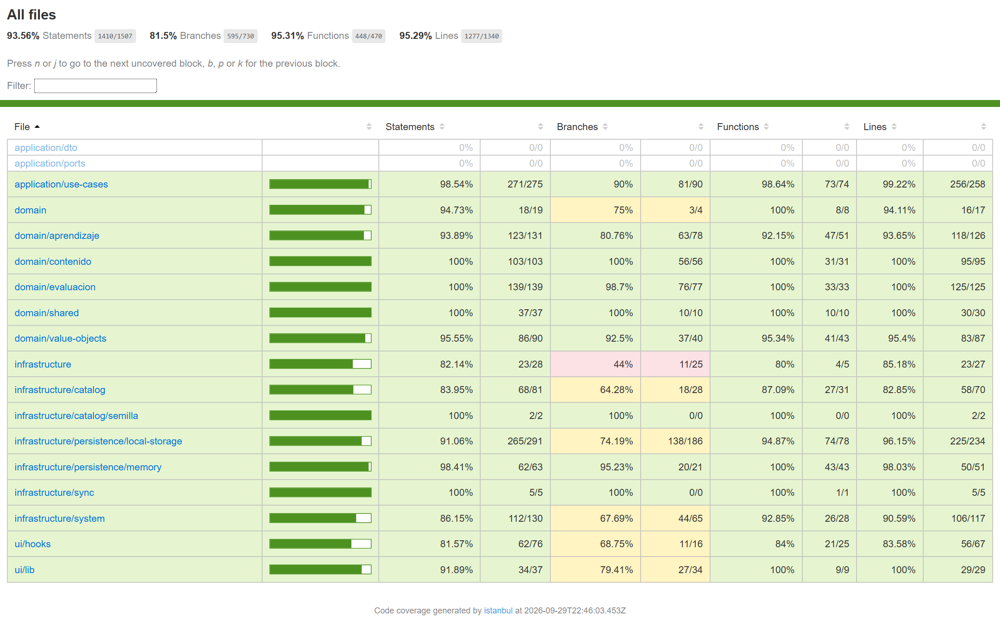 All files
93.56% Statements 1410/1507 81.5% Branches 595/730 95.31% Functions 448/470 95.29% Lines 1277/1340
Press n or j to go to the next uncovered block, b, p or k for the previous block.
Filter:
File Statements Branches Functions Lines
application/dto 0% 0/0 0% 0/0 0% 0/0 0% 0/0
application/ports 0% 0/0 0% 0/0 0% 0/0 0% 0/0
application/use-cases 98.54% 271/275 90% 81/90 98.64% 73/74 99.22% 256/258
domain 94.73% 18/19 75% 3/4 100% 8/8 94.11% 16/17
domain/aprendizaje 93.89% 123/131 80.76% 63/78 92.15% 47/51 93.65% 118/126
domain/contenido 100% 103/103 100% 56/56 100% 31/31 100% 95/95
domain/evaluacion 100% 139/139 98.7% 76/77 100% 33/33 100% 125/125
domain/shared 100% 37/37 100% 10/10 100% 10/10 100% 30/30
domain/value-objects 95.55% 86/90 92.5% 37/40 95.34% 41/43 95.4% 83/87
infrastructure 82.14% 23/28 44% 11/25 80% 4/5 85.18% 23/27
infrastructure/catalog 83.95% 68/81 64.28% 18/28 87.09% 27/31 82.85% 58/70
infrastructure/catalog/semilla 100% 2/2 100% 0/0 100% 0/0 100% 2/2
infrastructure/persistence/local-storage 91.06% 265/291 74.19% 138/186 94.87% 74/78 96.15% 225/234
infrastructure/persistence/memory 98.41% 62/63 95.23% 20/21 100% 43/43 98.03% 50/51
infrastructure/sync 100% 5/5 100% 0/0 100% 1/1 100% 5/5
infrastructure/system 86.15% 112/130 67.69% 44/65 92.85% 26/28 90.59% 106/117
ui/hooks 81.57% 62/76 68.75% 11/16 84% 21/25 83.58% 56/67
ui/lib 91.89% 34/37 79.41% 27/34 100% 9/9 100% 29/29
Code coverage generated by istanbul at 2026-09-29T22:46:03.453Z